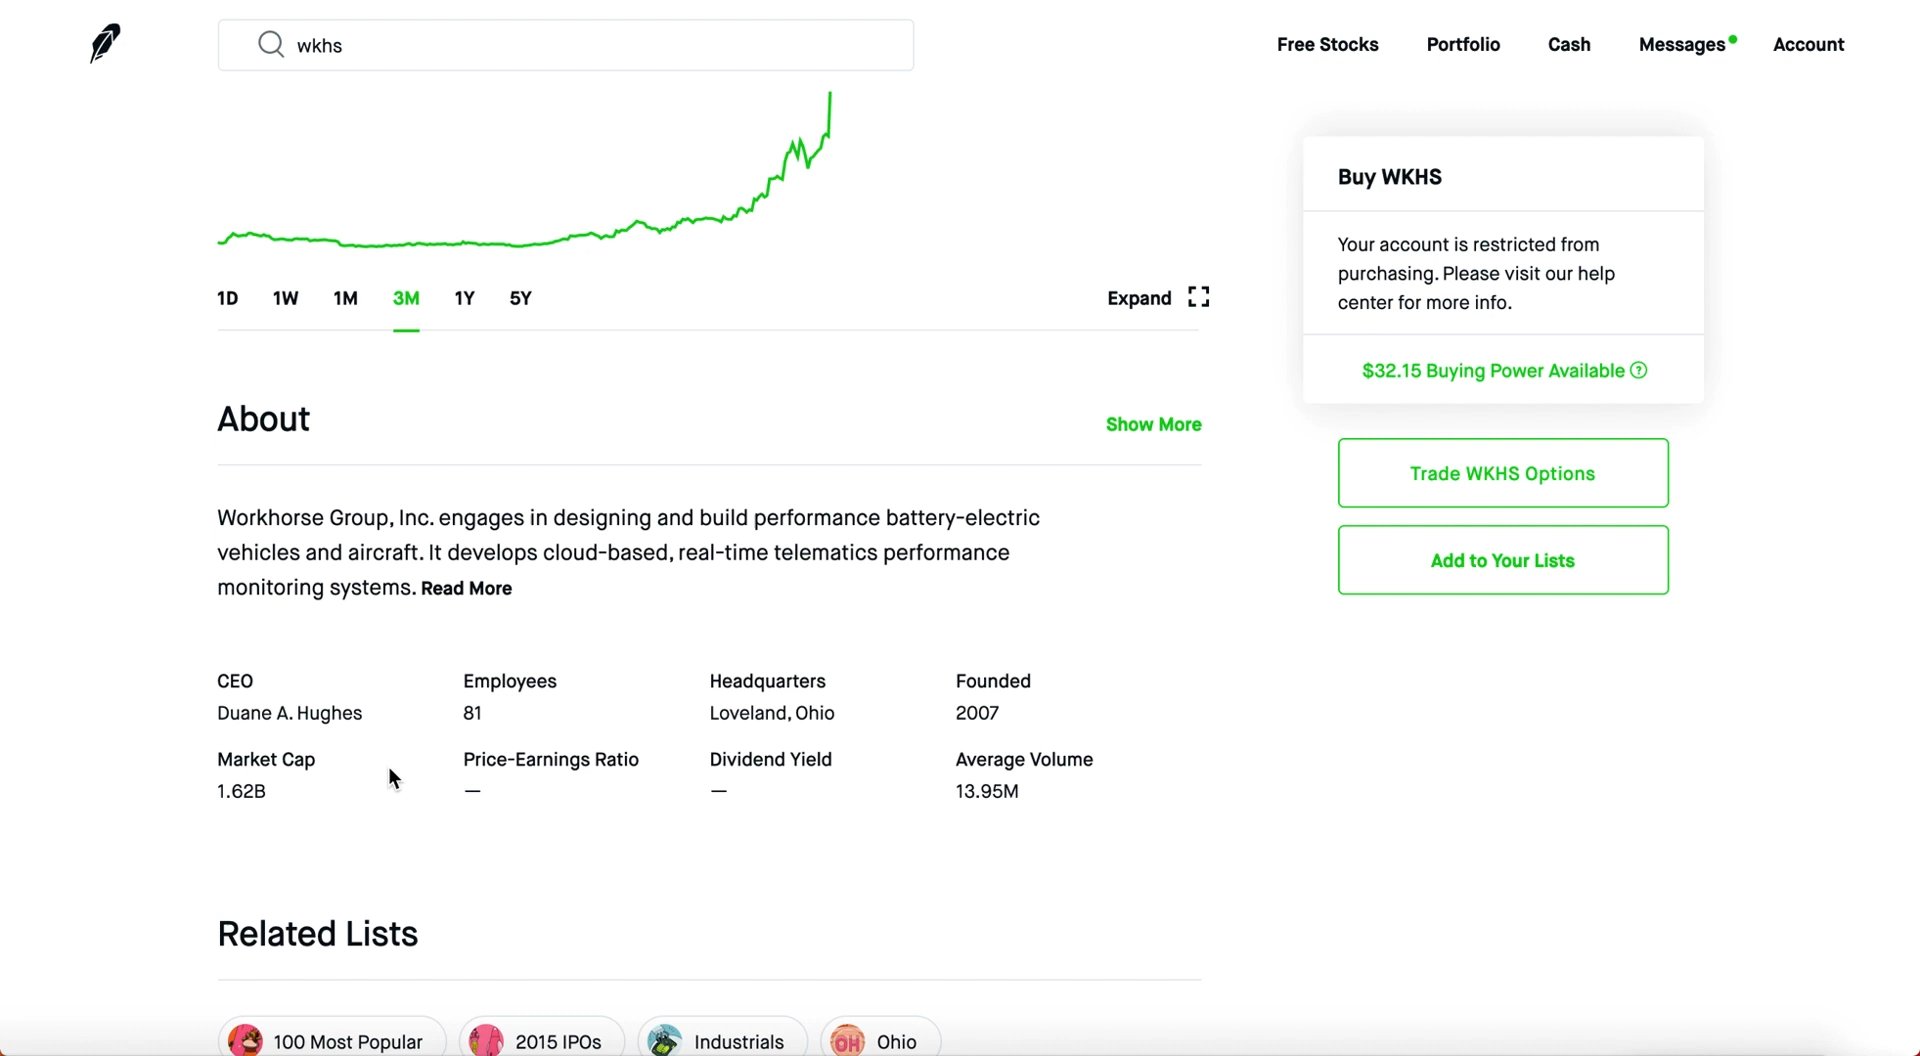 wkhs
Free Stocks
Portfolio
Cash
Messages
Account
1D
1W
1M
3M
1Y
5Y
Expand
Buy WKHS
Your account is restricted from
purchasing. Please visit our help
center for more info.
$32.15 Buying Power Available ?
Trade WKHS Options
Add to Your Lists
About
Show More
Workhorse Group, Inc. engages in designing and build performance battery-electric
vehicles and aircraft. It develops cloud-based, real-time telematics performance
monitoring systems. Read More
CEO
Duane A. Hughes
Employees
81
Headquarters
Loveland, Ohio
Founded
2007
Market Cap
1.62B
Price-Earnings Ratio
—
Dividend Yield
—
Average Volume
13.95M
Related Lists
100 Most Popular
2015 IPOs
Industrials
OH
Ohio